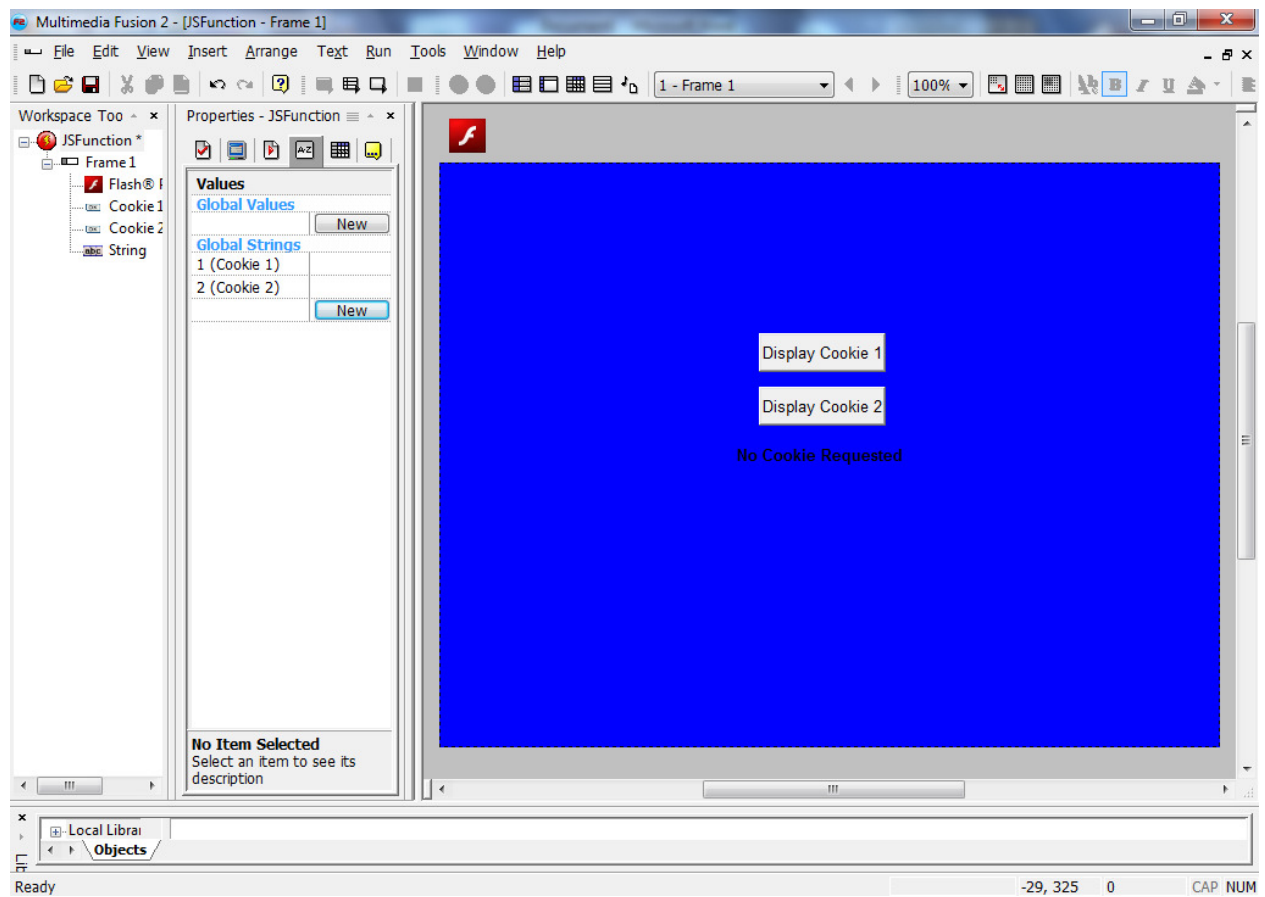 Multimedia Fusion 2 - [JSFunction - Frame 1]
File Edit View Insert Arrange Text Run Tools Window Help
1 - Frame 1 100% B I U
Workspace Too
JSFunction *
Frame 1
Flash®
Cookie 1
Cookie 2
String
Properties - JSFunction
A-Z
Values
Global Values
New
Global Strings
1 (Cookie 1)
2 (Cookie 2)
New
No Item Selected
Select an item to see its
description
Display Cookie 1
Display Cookie 2
No Cookie Requested
Local Librar
Objects
Ready -29, 325 0 CAP NUM